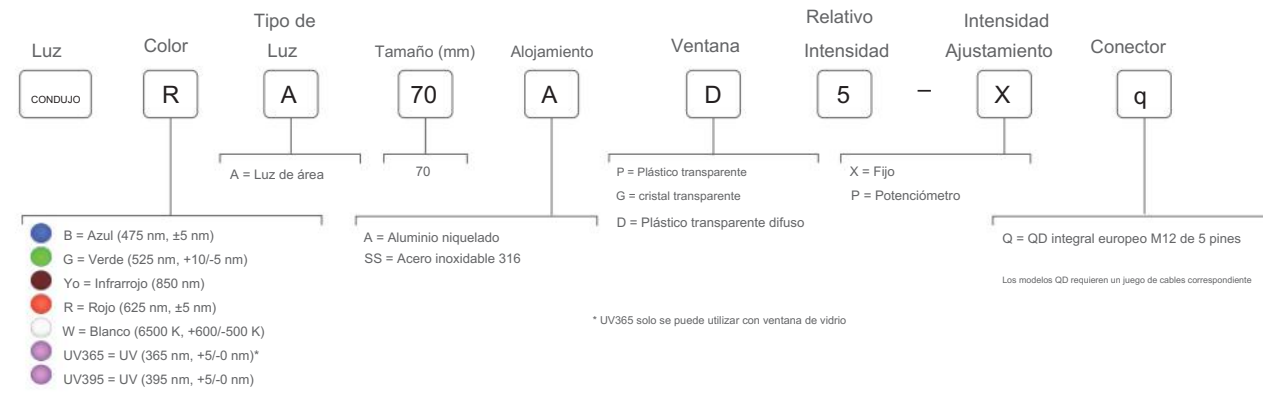 Luz
Color
Tipo de
Luz
Tamaño (mm)
Alojamiento
Ventana
Relativo
Intensidad
Intensidad
Ajustamiento
Conector
CONDUJO
R
A
70
A
D
5
–
X
q
A = Luz de área
70
P = Plástico transparente
G = cristal transparente
D = Plástico transparente difuso
X = Fijo
P = Potenciómetro
B = Azul (475 nm, ±5 nm)
G = Verde (525 nm, +10/-5 nm)
Yo = Infrarrojo (850 nm)
R = Rojo (625 nm, ±5 nm)
W = Blanco (6500 K, +600/-500 K)
UV365 = UV (365 nm, +5/-0 nm)*
UV395 = UV (395 nm, +5/-0 nm)
A = Aluminio niquelado
SS = Acero inoxidable 316
Q = QD integral europeo M12 de 5 pines
Los modelos QD requieren un juego de cables correspondiente
* UV365 solo se puede utilizar con ventana de vidrio